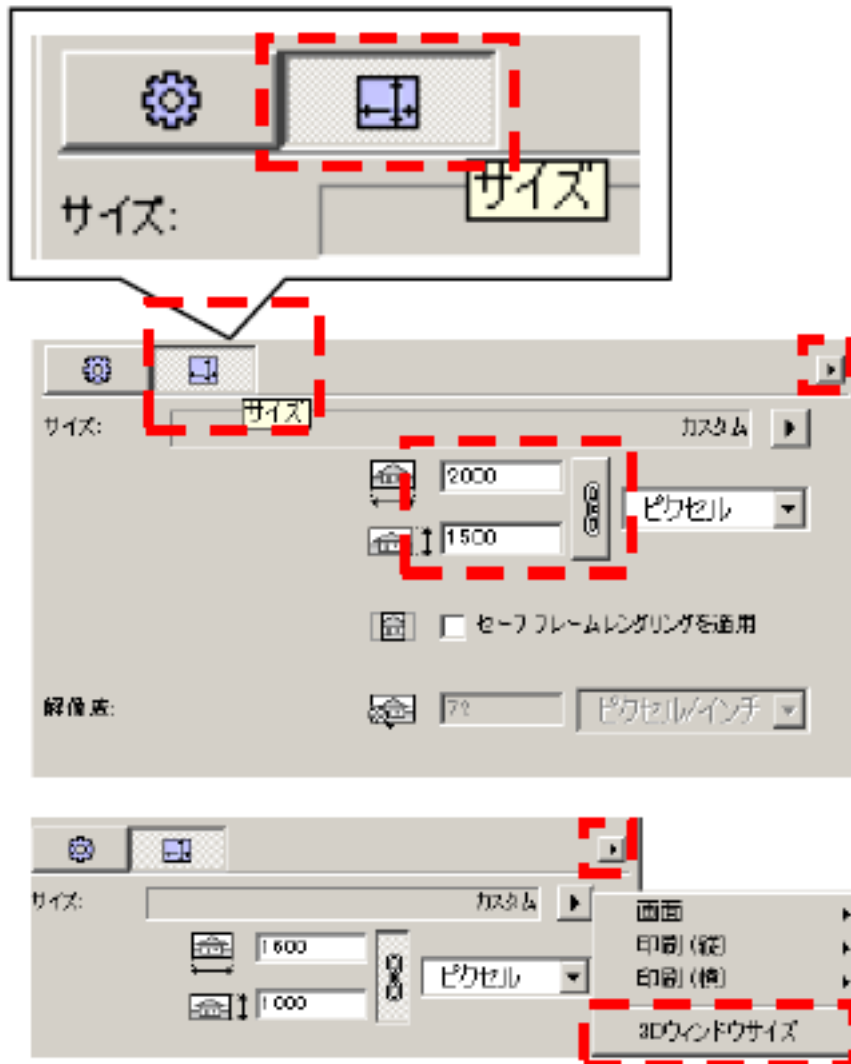 サイズ:
サイズ
サイズ
サイズ:
カスタム
2000
ピクセル
1500
セーフフレームレンダリングを適用
解像度:
72
ピクセル/インチ
サイズ:
カスタム
画面
1600
印刷(縦)
ピクセル
印刷(横)
1000
3Dウィンドウサイズ